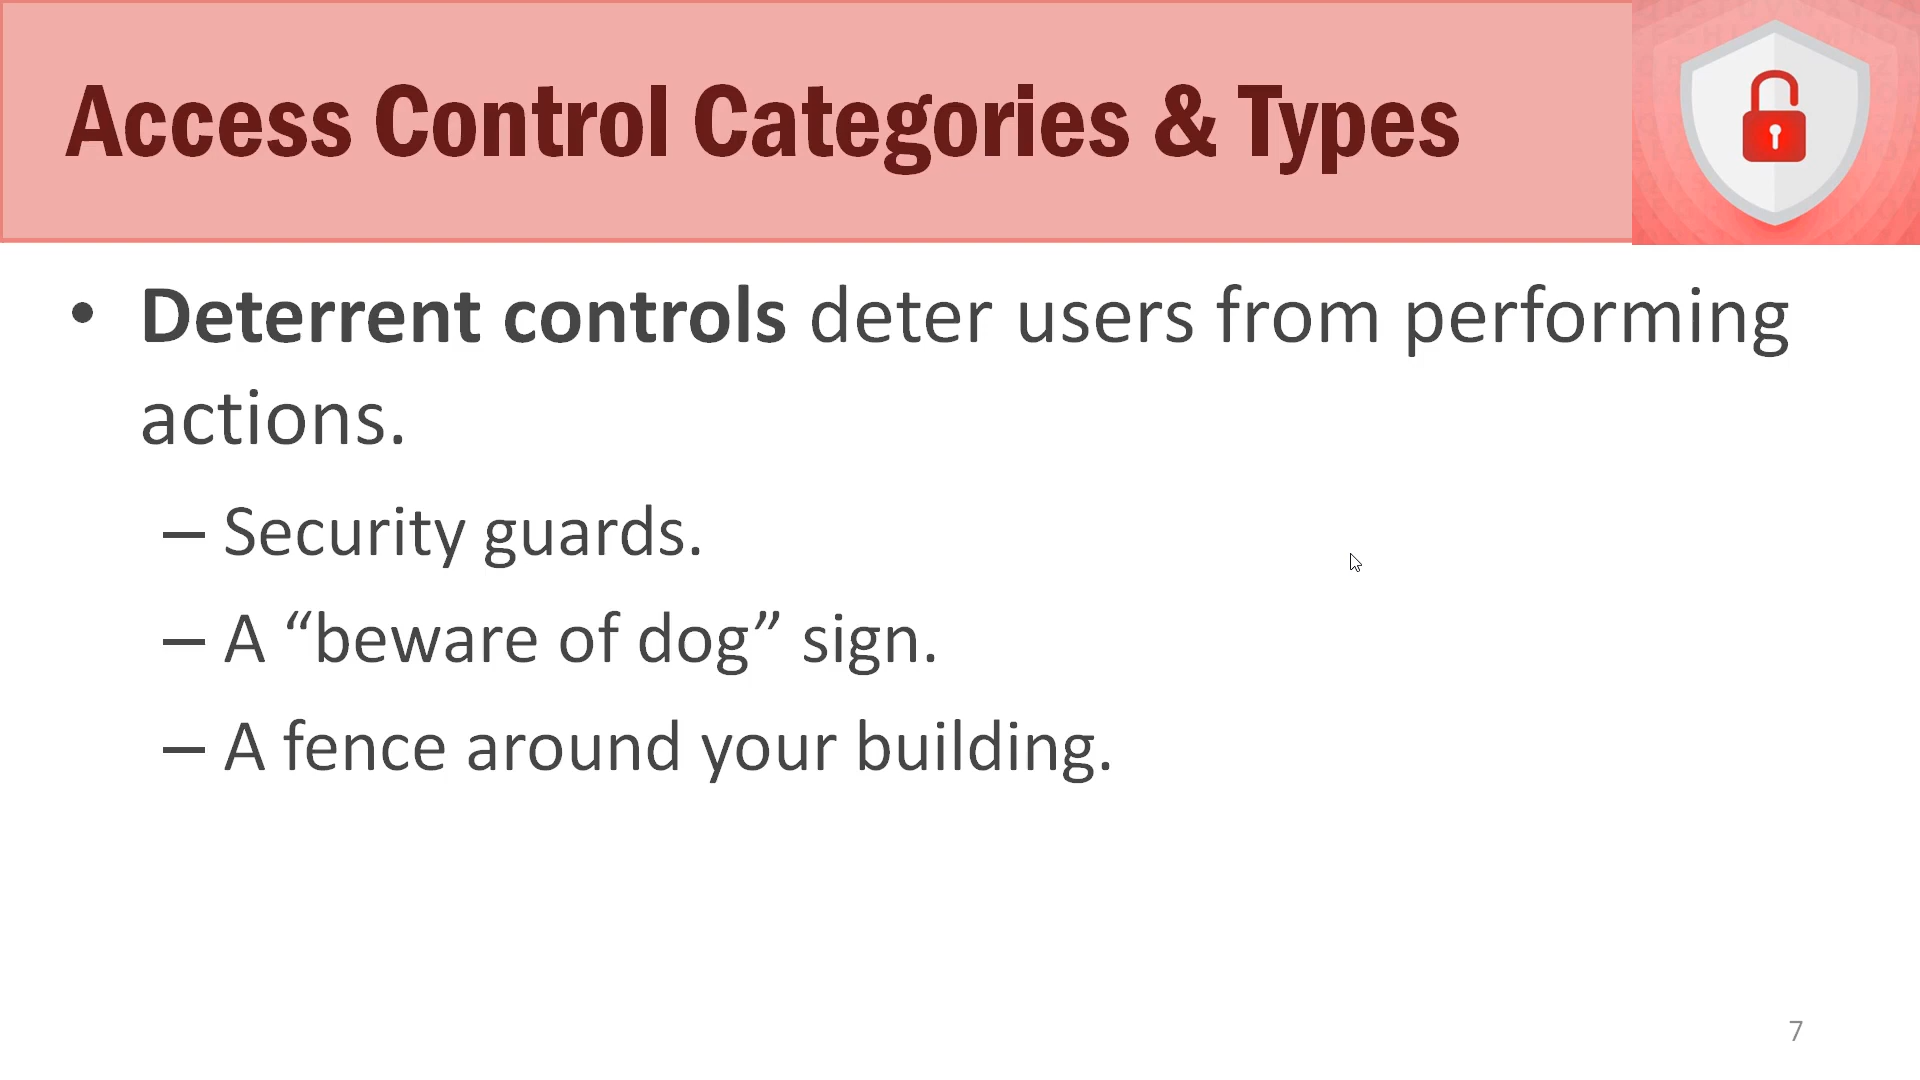 Access Control Categories & Types
• Deterrent controls deter users from performing
actions.
– Security guards.
– A “beware of dog” sign.
– A fence around your building.
7